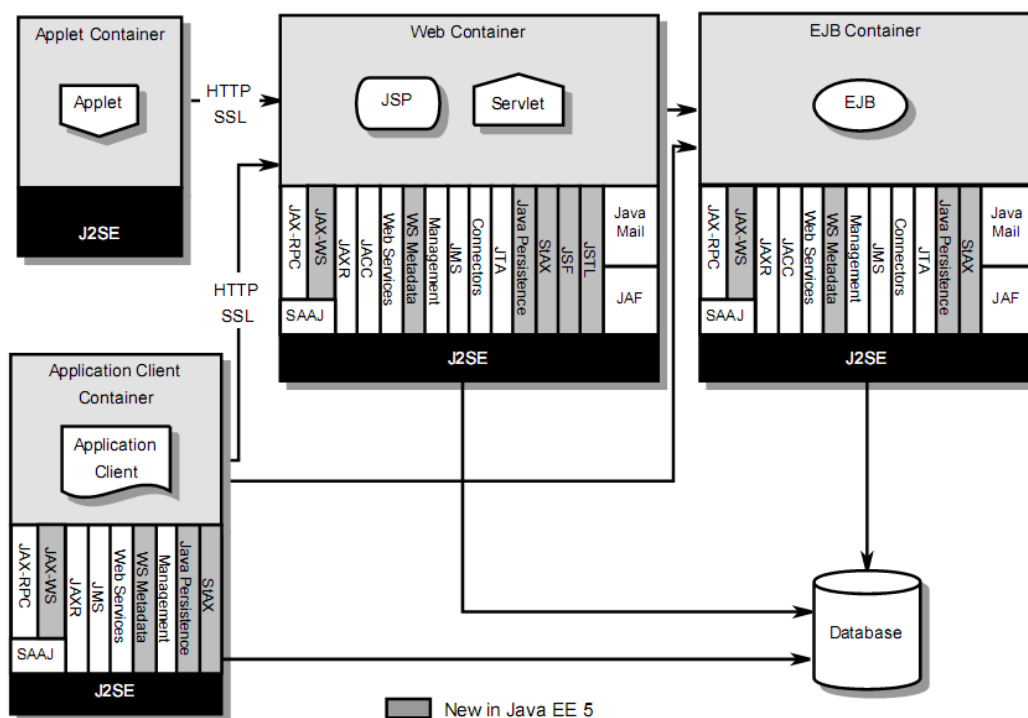 Applet Container
Applet
J2SE
HTTP
SSL
Web Container
JSP
Servlet
JAX-RPC
JAX-WS
SAAJ
JAXR
JACC
Web Services
WS Metadata
Management
JMS
Connectors
JTA
Java Persistence
StAX
JSF
JSTL
Java
Mail
JAF
J2SE
EJB Container
EJB
JAX-RPC
JAX-WS
SAAJ
JAXR
JACC
Web Services
WS Metadata
Management
JMS
Connectors
JTA
Java Persistence
StAX
Java
Mail
JAF
J2SE
HTTP
SSL
Application Client
Container
Application
Client
JAX-RPC
JAX-WS
SAAJ
JAXR
JMS
Web Services
WS Metadata
Management
Java Persistence
StAX
J2SE
Database
New in Java EE 5